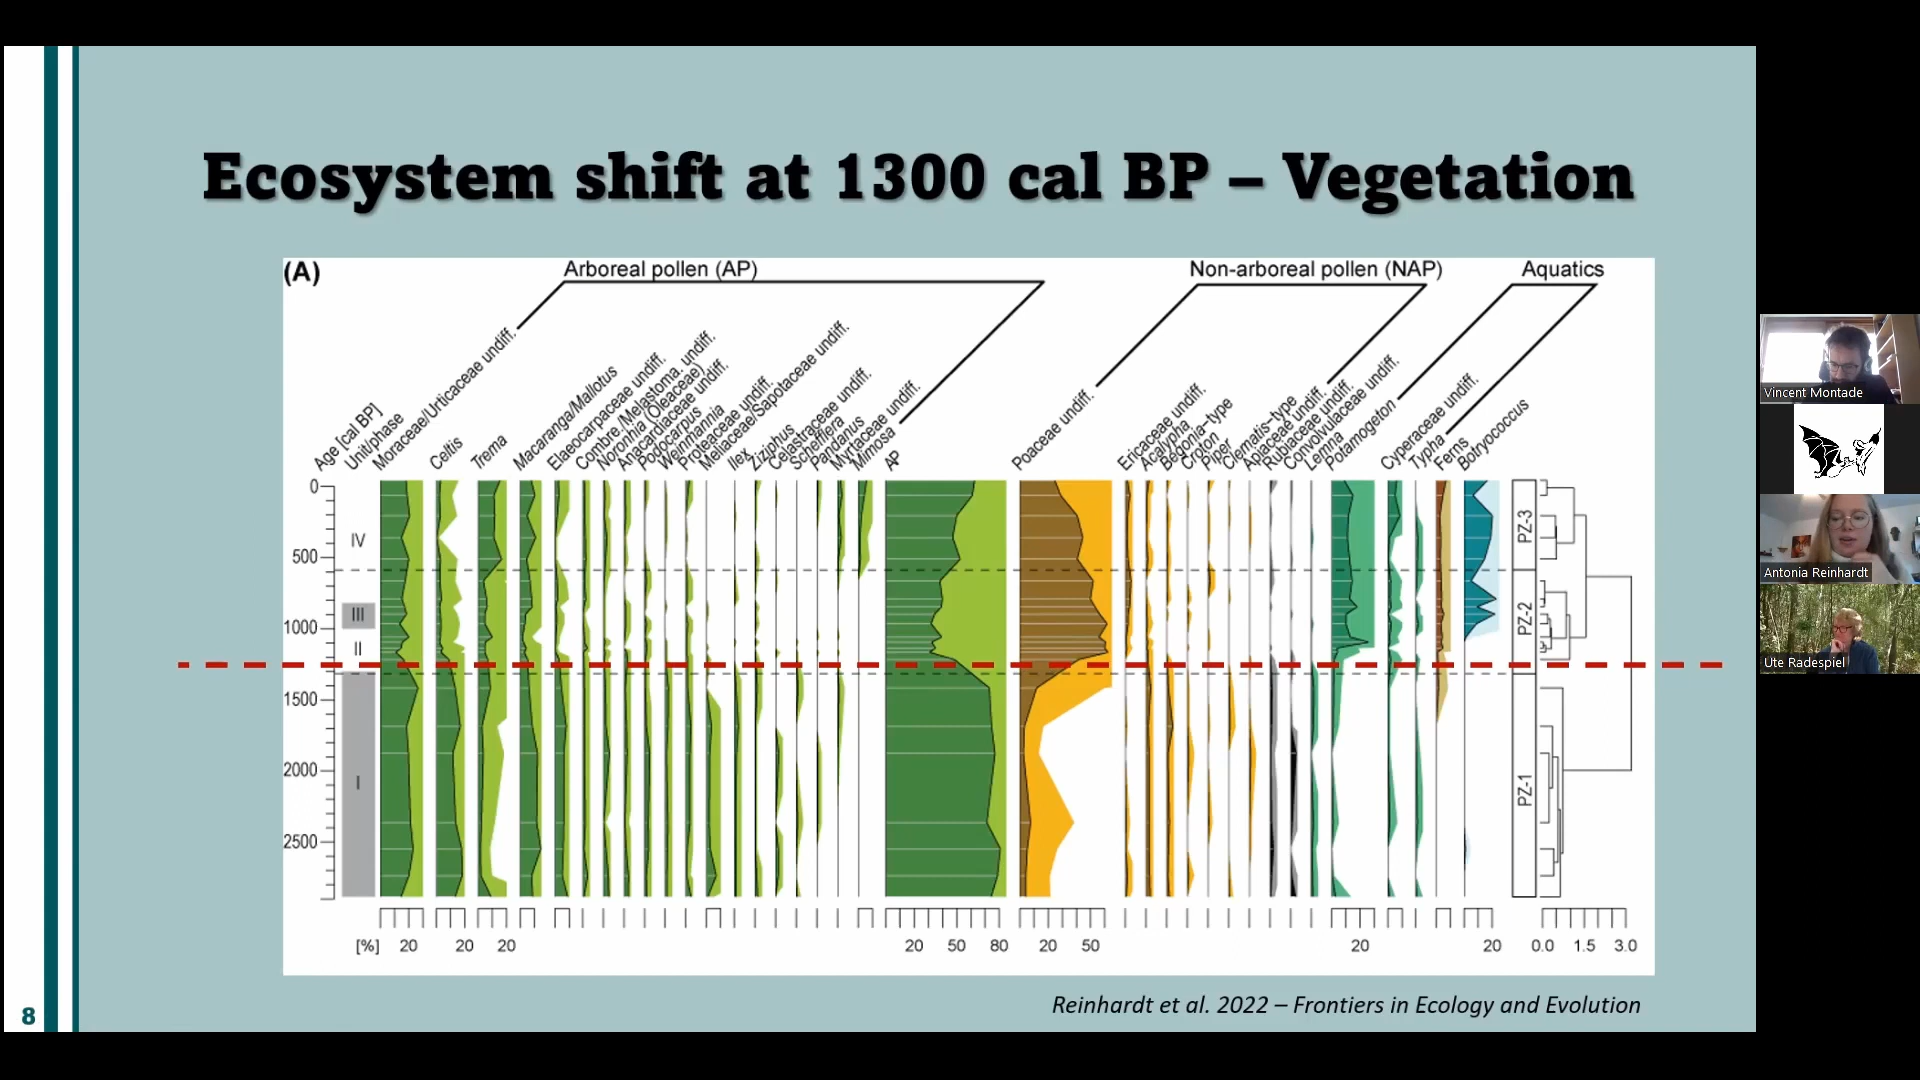 Ecosystem shift at 1300 cal BP – Vegetation
(A)
Arboreal pollen (AP)
Non-arboreal pollen (NAP)
Aquatics
Age [cal BP]
Unit/phase
Moraceae/Urticaceae undiff.
Celtis
Trema
Macaranga/Mallotus
Elaeocarpaceae undiff.
Combre./Melastoma. undiff.
Noronhia (Oleaceae)
Anacardiaceae undiff.
Podocarpus
Weinmannia
Proteaceae undiff.
Meliaceae/Sapotaceae undiff.
Ilex
Ziziphus
Celastraceae undiff.
Schefflera
Pandanus
Myrtaceae undiff.
Mimosa
AP
Poaceae undiff.
Ericaceae undiff.
Acalypha
Begonia-type
Croton
Piper
Clematis-type
Apiaceae undiff.
Rubiaceae undiff.
Convolvulaceae undiff.
Lemna
Potamogeton
Cyperaceae undiff.
Typha
Ferns
Botryococcus
0
500
1000
1500
2000
2500
IV
III
II
I
PZ-3
PZ-2
PZ-1
[%] 20 20 20 20 50 80 20 50 20 20 0.0 1.5 3.0
Reinhardt et al. 2022 – Frontiers in Ecology and Evolution
8
Vincent Montade
Antonia Reinhardt
Ute Radespiel